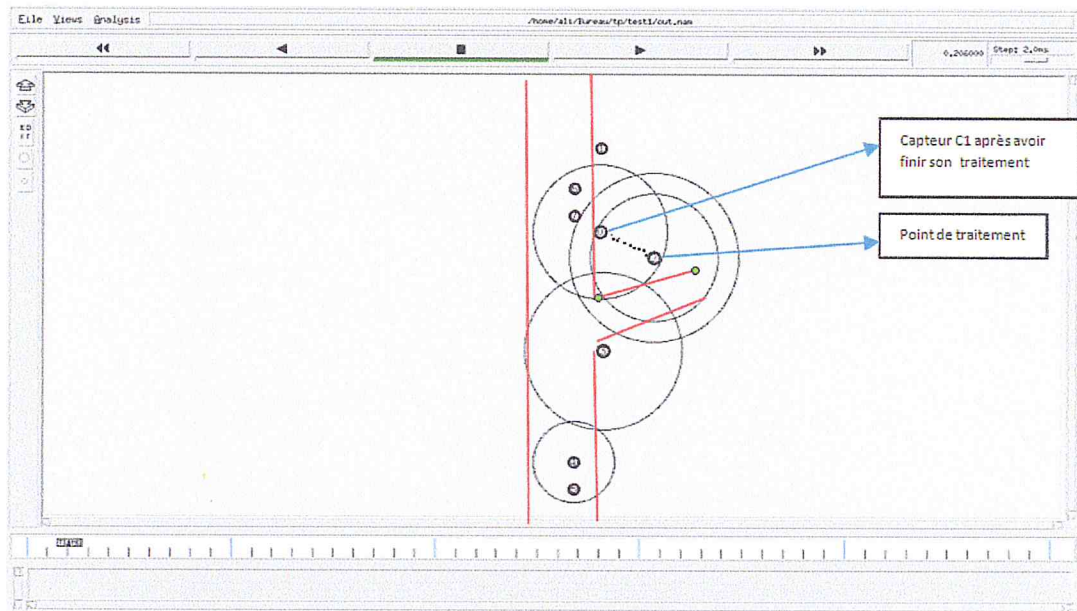 File Views Analysis
/home/ali/Bureau/tp/test1/out.nam
0.206000
Step: 2.0ms
Capteur C1 après avoir
finir son traitement
Point de traitement